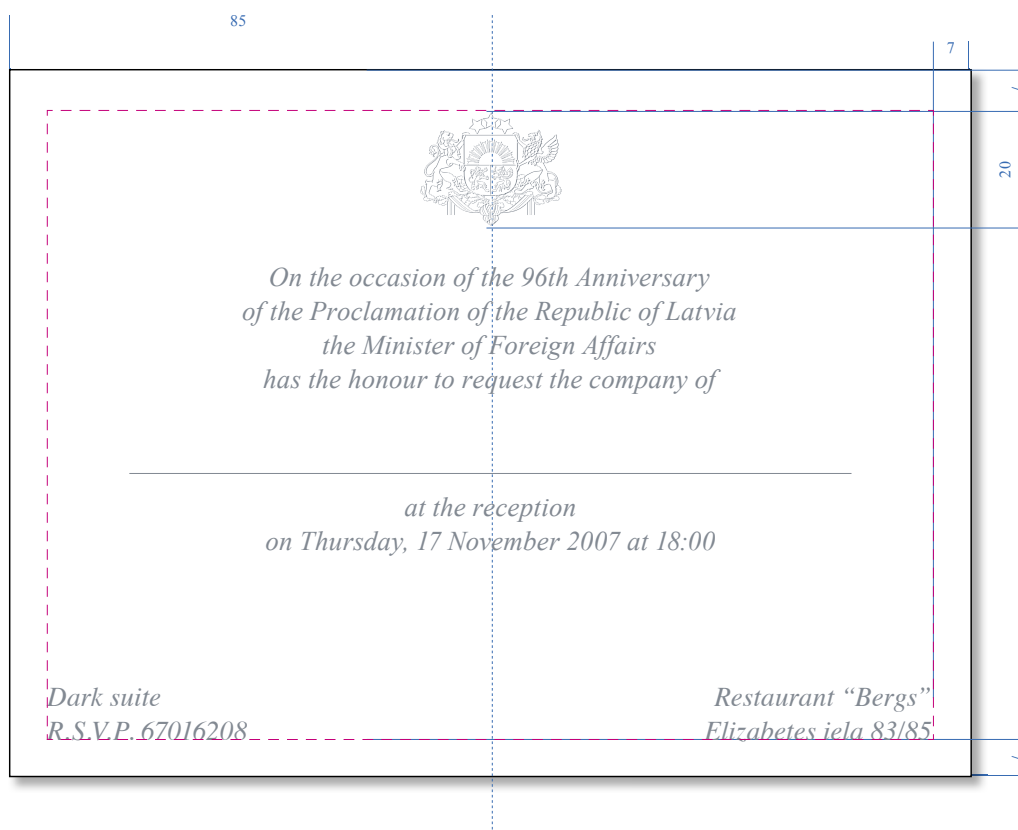 85
7
20
On the occasion of the 96th Anniversary
of the Proclamation of the Republic of Latvia
the Minister of Foreign Affairs
has the honour to request the company of
at the reception
on Thursday, 17 November 2007 at 18:00
Dark suite
R.S.V.P. 67016208
Restaurant “Bergs”
Elizabetes iela 83/85